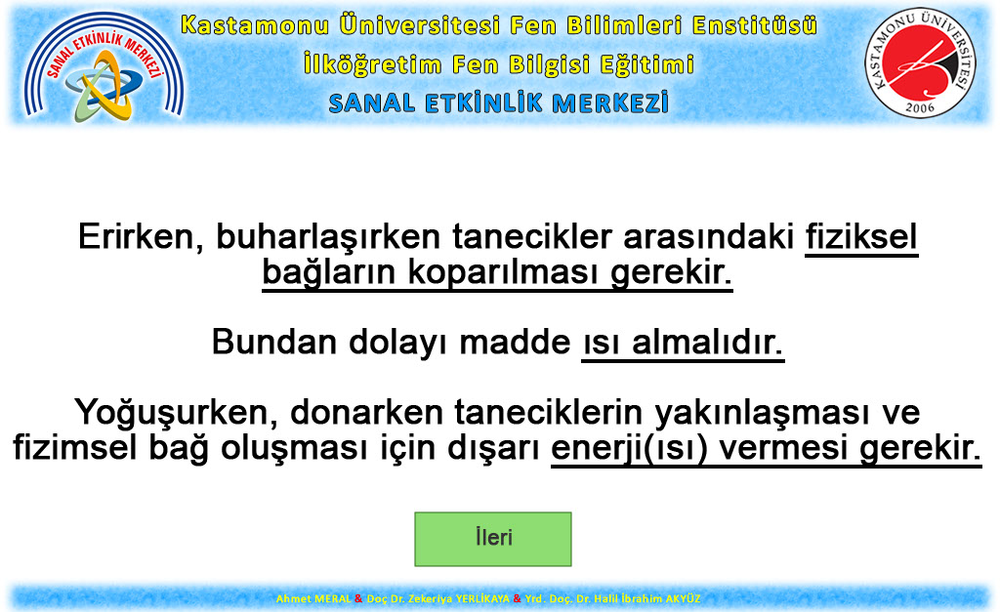 Kastamonu Üniversitesi Fen Bilimleri Enstitüsü
İlköğretim Fen Bilgisi Eğitimi
SANAL ETKİNLİK MERKEZİ
SANAL ETKİNLİK MERKEZİ
KASTAMONU ÜNİVERSİTESİ
2006
Erirken, buharlaşırken tanecikler arasındaki fiziksel
bağların koparılması gerekir.
Bundan dolayı madde ısı almalıdır.
Yoğuşurken, donarken taneciklerin yakınlaşması ve
fizimsel bağ oluşması için dışarı enerji(ısı) vermesi gerekir.
İleri
Ahmet MERAL & Doç Dr. Zekeriya YERLİKAYA & Yrd. Doç. Dr. Halil İbrahim AKYÜZ